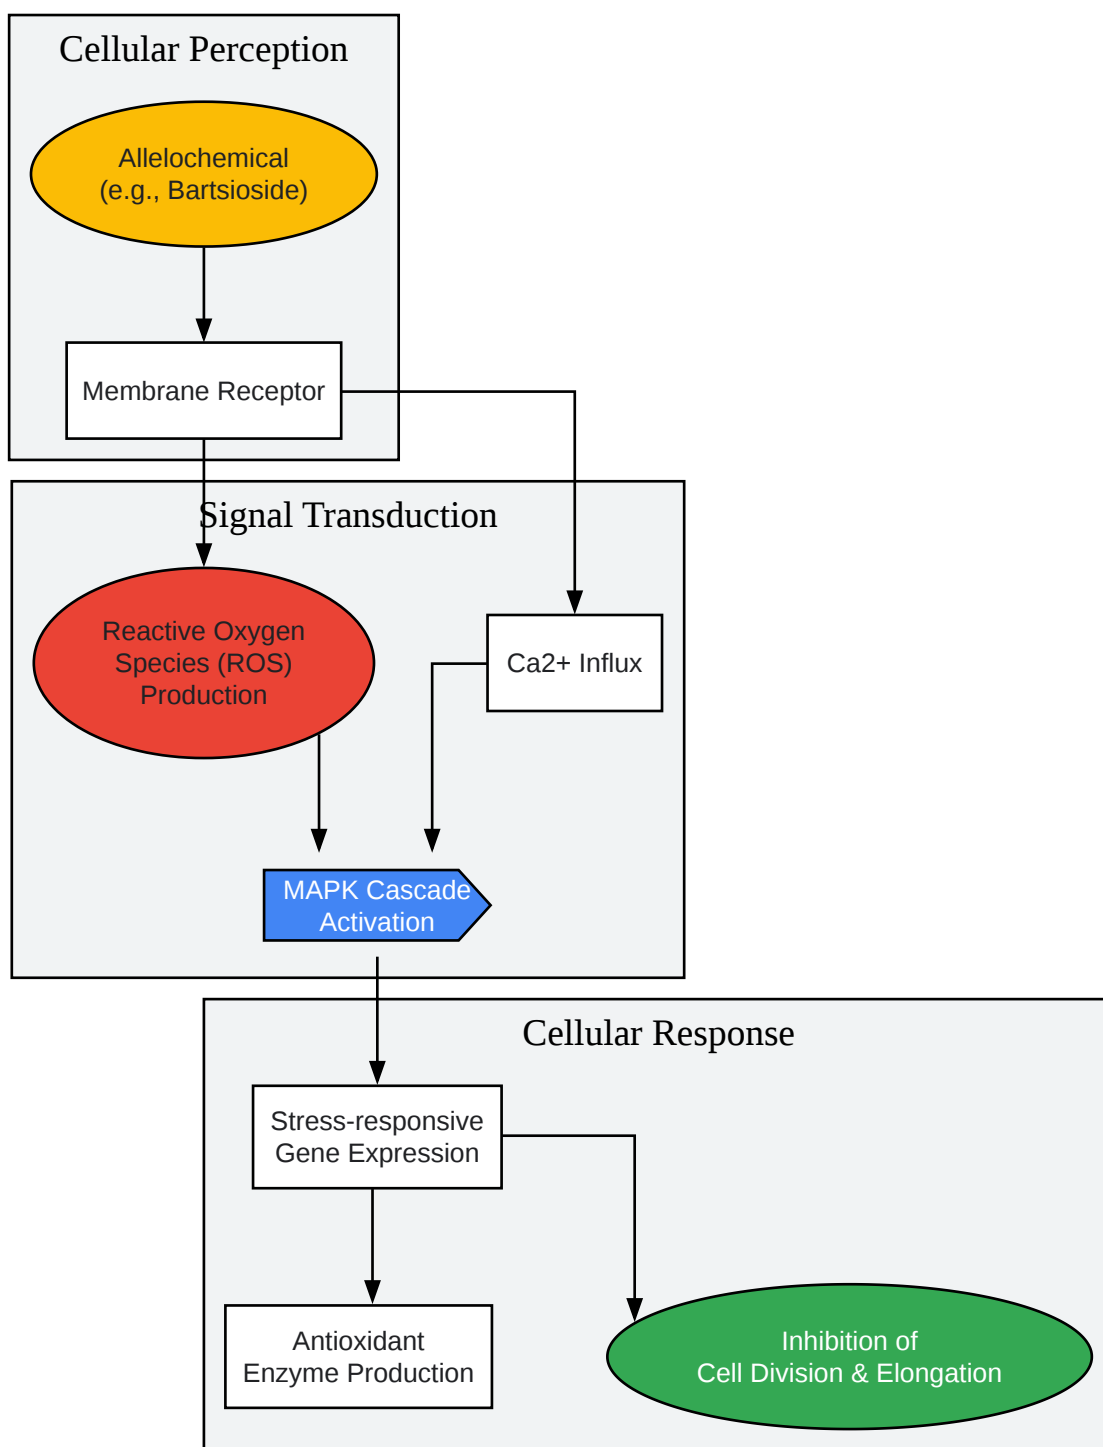 Cellular Perception
Allelochemical
(e.g., Bartsioside)
Membrane Receptor
Signal Transduction
Reactive Oxygen
Species (ROS)
Production
Ca2+ Influx
MAPK Cascade
Activation
Cellular Response
Stress-responsive
Gene Expression
Antioxidant
Enzyme Production
Inhibition of
Cell Division & Elongation